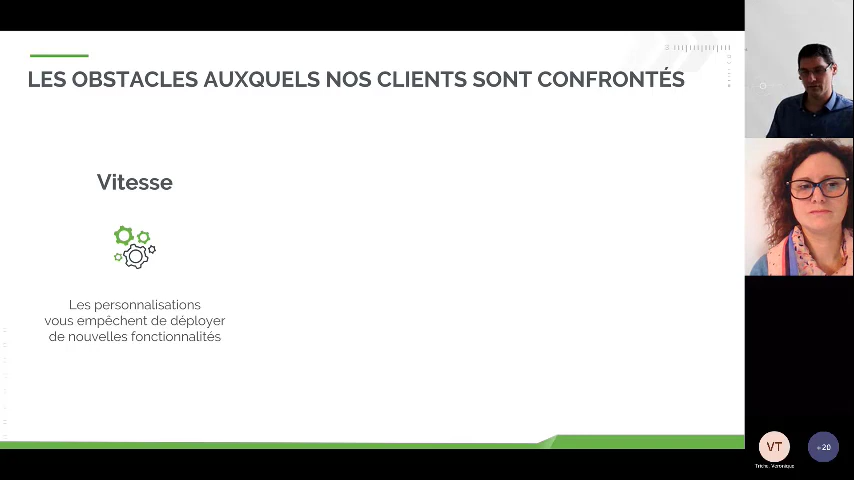 LES OBSTACLES AUXQUELS NOS CLIENTS SONT CONFRONTÉS
Vitesse
Les personnalisations
vous empêchent de déployer
de nouvelles fonctionnalités
VT
+20